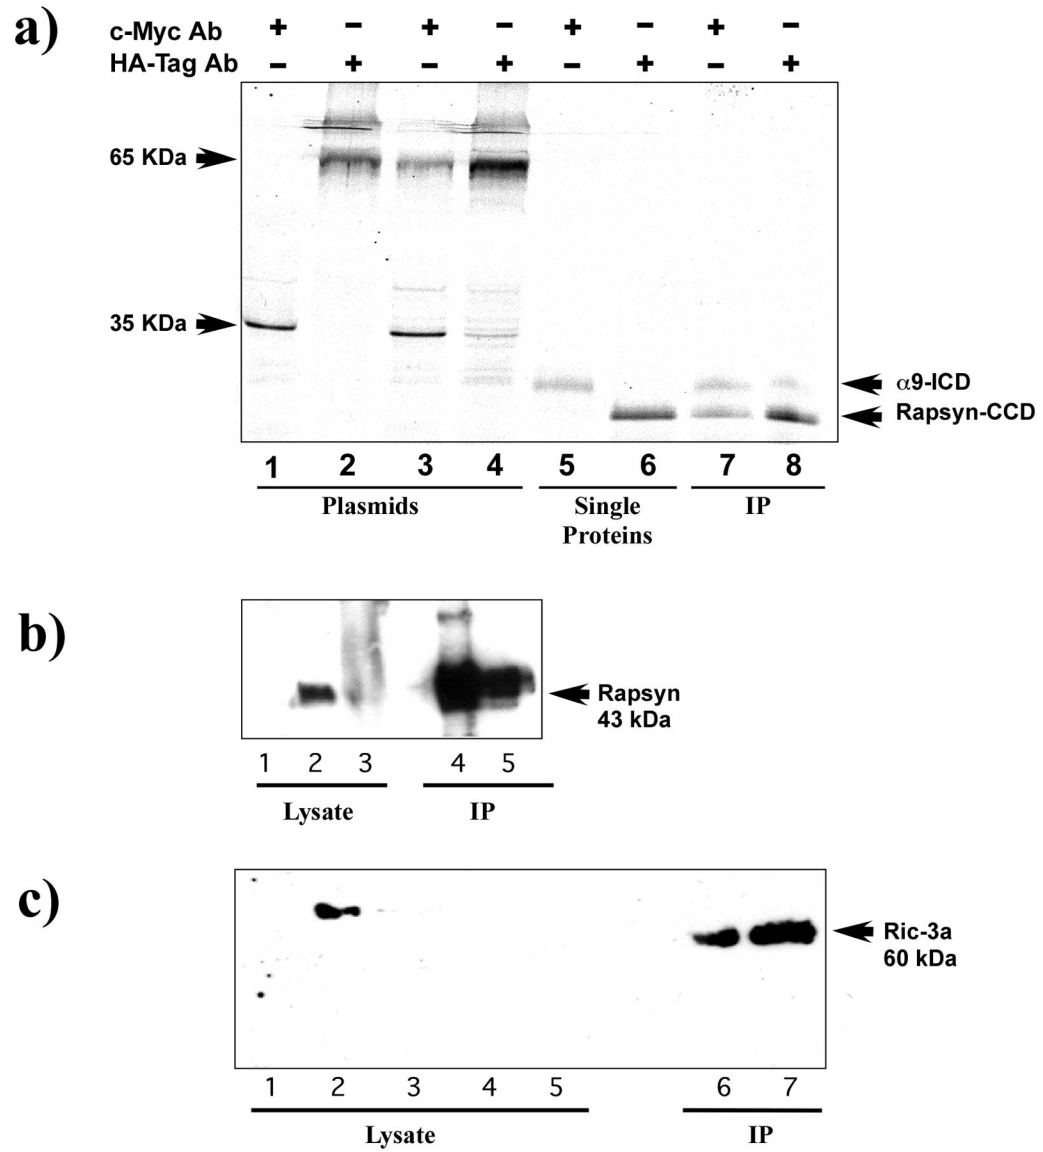 a)
c-Myc Ab + – + – + – + –
HA-Tag Ab – + – + – + – +
65 KDa
35 KDa
α9-ICD
Rapsyn-CCD
1 2 3 4 5 6 7 8
Plasmids
Single
Proteins
IP
b)
Rapsyn
43 kDa
1 2 3 4 5
Lysate
IP
c)
Ric-3a
60 kDa
1 2 3 4 5 6 7
Lysate
IP